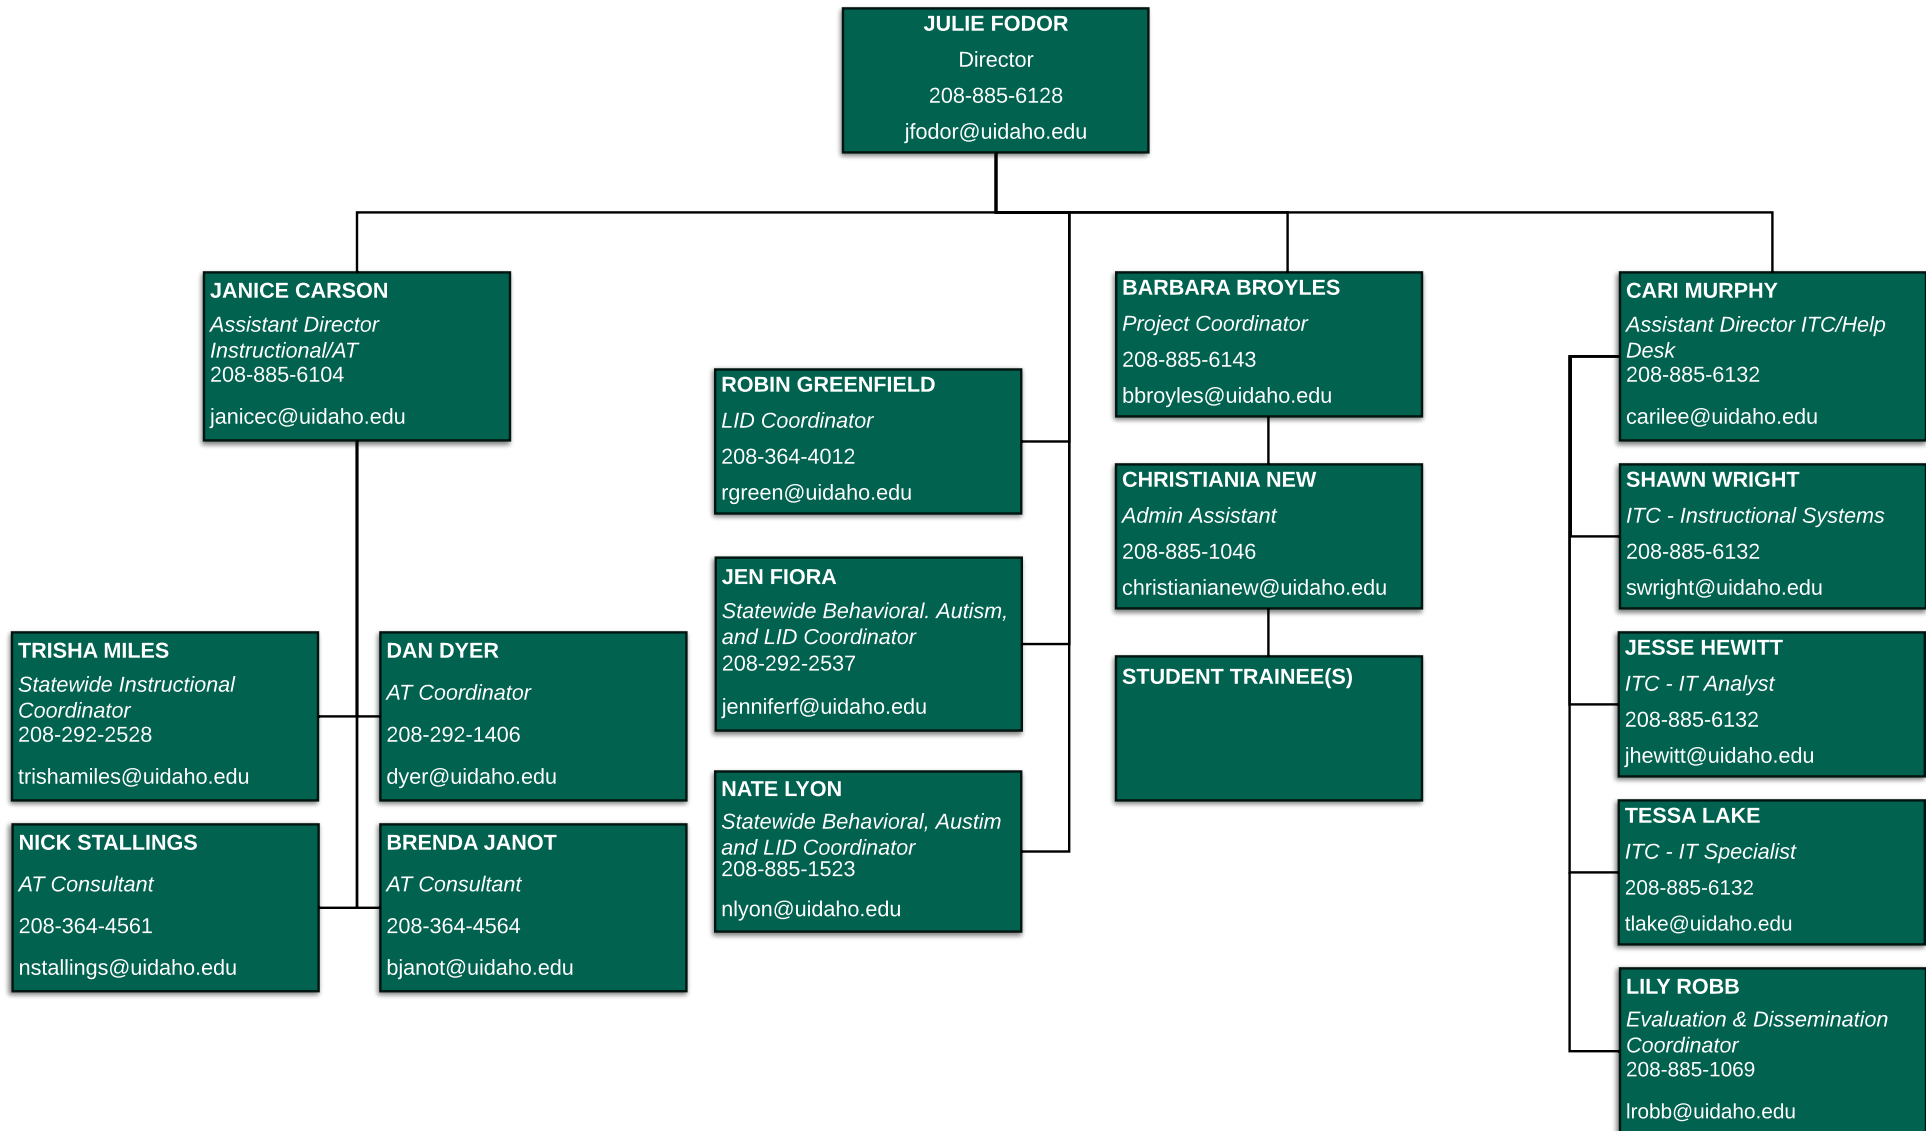 JULIE FODOR
Director
208-885-6128
jfodor@uidaho.edu
JANICE CARSON
Assistant Director
Instructional/AT
208-885-6104
janicec@uidaho.edu
TRISHA MILES
Statewide Instructional
Coordinator
208-292-2528
trishamiles@uidaho.edu
DAN DYER
AT Coordinator
208-292-1406
dyer@uidaho.edu
NICK STALLINGS
AT Consultant
208-364-4561
nstallings@uidaho.edu
BRENDA JANOT
AT Consultant
208-364-4564
bjanot@uidaho.edu
ROBIN GREENFIELD
LID Coordinator
208-364-4012
rgreen@uidaho.edu
JEN FIORA
Statewide Behavioral. Autism,
and LID Coordinator
208-292-2537
jenniferf@uidaho.edu
NATE LYON
Statewide Behavioral, Austim
and LID Coordinator
208-885-1523
nlyon@uidaho.edu
BARBARA BROYLES
Project Coordinator
208-885-6143
bbroyles@uidaho.edu
CHRISTIANIA NEW
Admin Assistant
208-885-1046
christianianew@uidaho.edu
STUDENT TRAINEE(S)
CARI MURPHY
Assistant Director ITC/Help
Desk
208-885-6132
carilee@uidaho.edu
SHAWN WRIGHT
ITC - Instructional Systems
208-885-6132
swright@uidaho.edu
JESSE HEWITT
ITC - IT Analyst
208-885-6132
jhewitt@uidaho.edu
TESSA LAKE
ITC - IT Specialist
208-885-6132
tlake@uidaho.edu
LILY ROBB
Evaluation & Dissemination
Coordinator
208-885-1069
lrobb@uidaho.edu